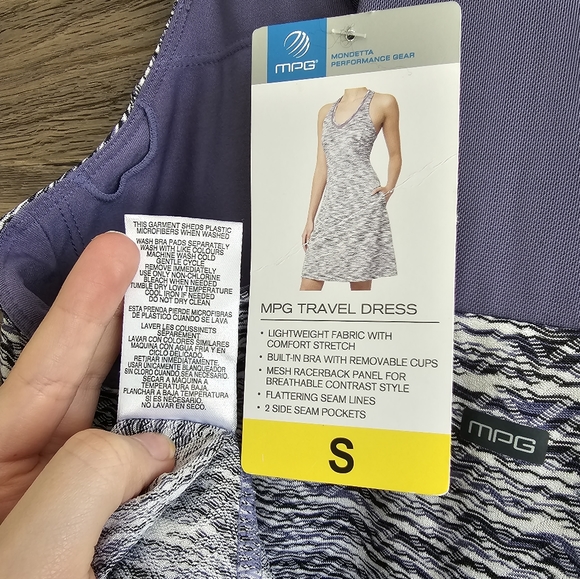 MPG®
MONDETTA
PERFORMANCE GEAR
MPG TRAVEL DRESS
• LIGHTWEIGHT FABRIC WITH
COMFORT STRETCH
• BUILT-IN BRA WITH REMOVABLE CUPS
• MESH RACERBACK PANEL FOR
BREATHABLE CONTRAST STYLE
• FLATTERING SEAM LINES
• 2 SIDE SEAM POCKETS
S
THIS GARMENT SHEDS PLASTIC
MICROFIBERS WHEN WASHED
WASH BRA PADS SEPARATELY
WASH WITH LIKE COLOURS
MACHINE WASH COLD
GENTLE CYCLE
REMOVE IMMEDIATELY
USE ONLY NON-CHLORINE
BLEACH WHEN NEEDED
TUMBLE DRY LOW TEMPERATURE
COOL IRON IF NEEDED
DO NOT DRY CLEAN
ESTA PRENDA PIERDE MICROFIBRAS
DE PLASTICO CUANDO SE LAVA
LAVER LES COUSSINETS
SÉPARÉMENT
LAVAR CON COLORES SIMILARES
MAQUINA CON AGUA FRIA Y EN
CICLO DELICADO.
RETIRAR INMEDIATAMENTE.
USAR ÚNICAMENTE BLANQUEADOR
SIN CLORO CUANDO SEA NECESARIO.
SECAR A MAQUINA A
TEMPERATURA BAJA
PLANCHAR A BAJA TEMPERATURA
SI ES NECESARIO.
NO LAVAR EN SECO.
MPG